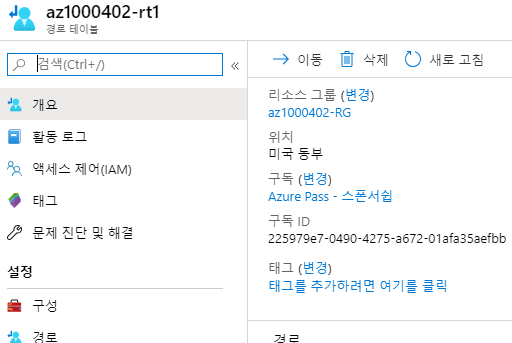 az1000402-rt1
경로 테이블
검색(Ctrl+/)
«
개요
활동 로그
액세스 제어(IAM)
태그
문제 진단 및 해결
설정
구성
경로
이동 삭제 새로 고침
리소스 그룹 (변경)
az1000402-RG
위치
미국 동부
구독 (변경)
Azure Pass - 스폰서쉽
구독 ID
225979e7-0490-4275-a672-01afa35aefbb
태그 (변경)
태그를 추가하려면 여기를 클릭
경로